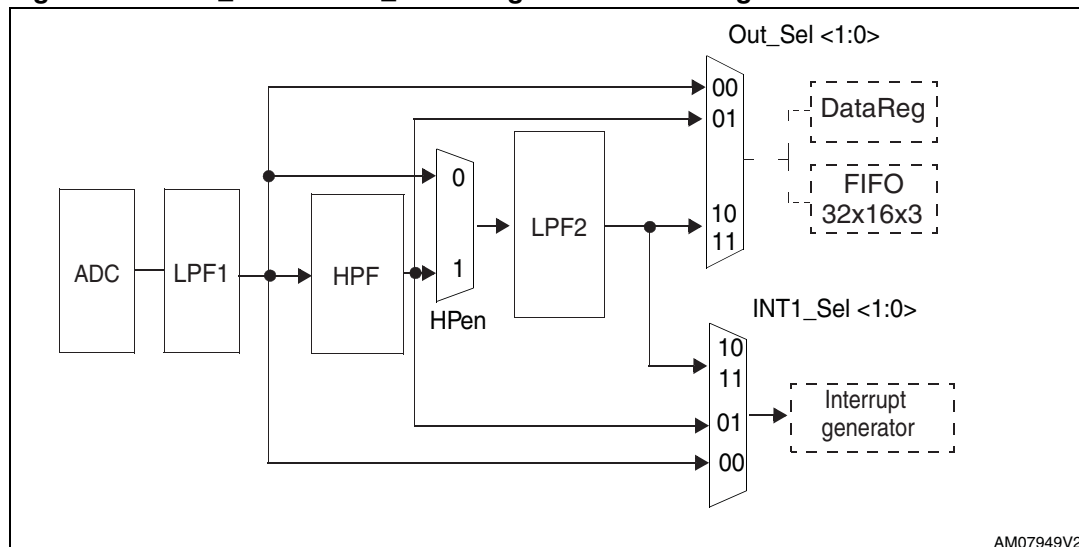 Out_Sel <1:0>
00
01
10
11
DataReg
FIFO
32x16x3
ADC
LPF1
HPF
0
1
HPen
LPF2
INT1_Sel <1:0>
10
11
01
00
Interrupt
generator
AM07949V2